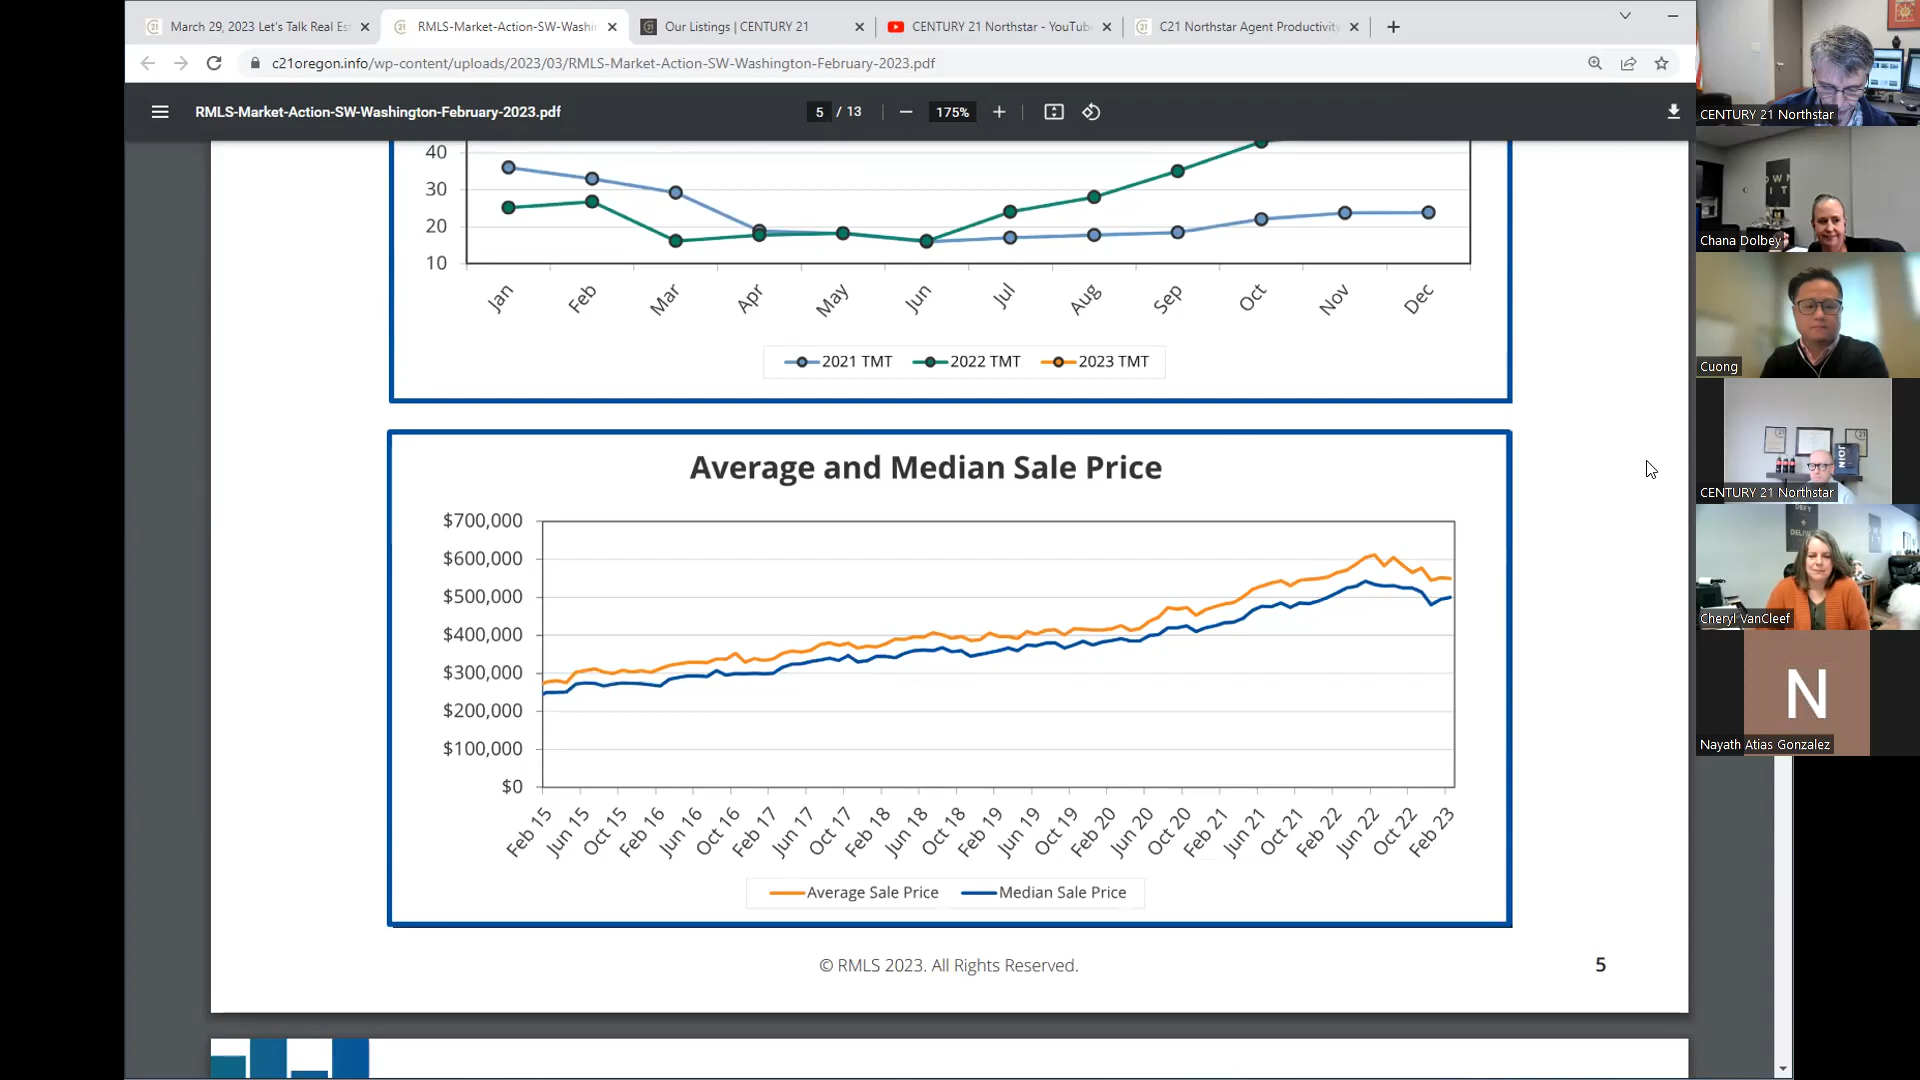 March 29, 2023 Let's Talk Real Es
RMLS-Market-Action-SW-Washi
Our Listings | CENTURY 21
CENTURY 21 Northstar - YouTub
C21 Northstar Agent Productivity
c21oregon.info/wp-content/uploads/2023/03/RMLS-Market-Action-SW-Washington-February-2023.pdf
RMLS-Market-Action-SW-Washington-February-2023.pdf
5 / 13
175%
40
30
20
10
Jan Feb Mar Apr May Jun Jul Aug Sep Oct Nov Dec
2021 TMT 2022 TMT 2023 TMT
Average and Median Sale Price
$700,000
$600,000
$500,000
$400,000
$300,000
$200,000
$100,000
$0
Feb 15 Jun 15 Oct 15 Feb 16 Jun 16 Oct 16 Feb 17 Jun 17 Oct 17 Feb 18 Jun 18 Oct 18 Feb 19 Jun 19 Oct 19 Feb 20 Jun 20 Oct 20 Feb 21 Jun 21 Oct 21 Feb 22 Jun 22 Oct 22 Feb 23
Average Sale Price Median Sale Price
© RMLS 2023. All Rights Reserved.
5
CENTURY 21 Northstar
OWN
IT
Chana Dolbey
Cuong
JOIN
CENTURY 21 Northstar
DEFY
+
Cheryl VanCleef
N
Nayath Atias Gonzalez